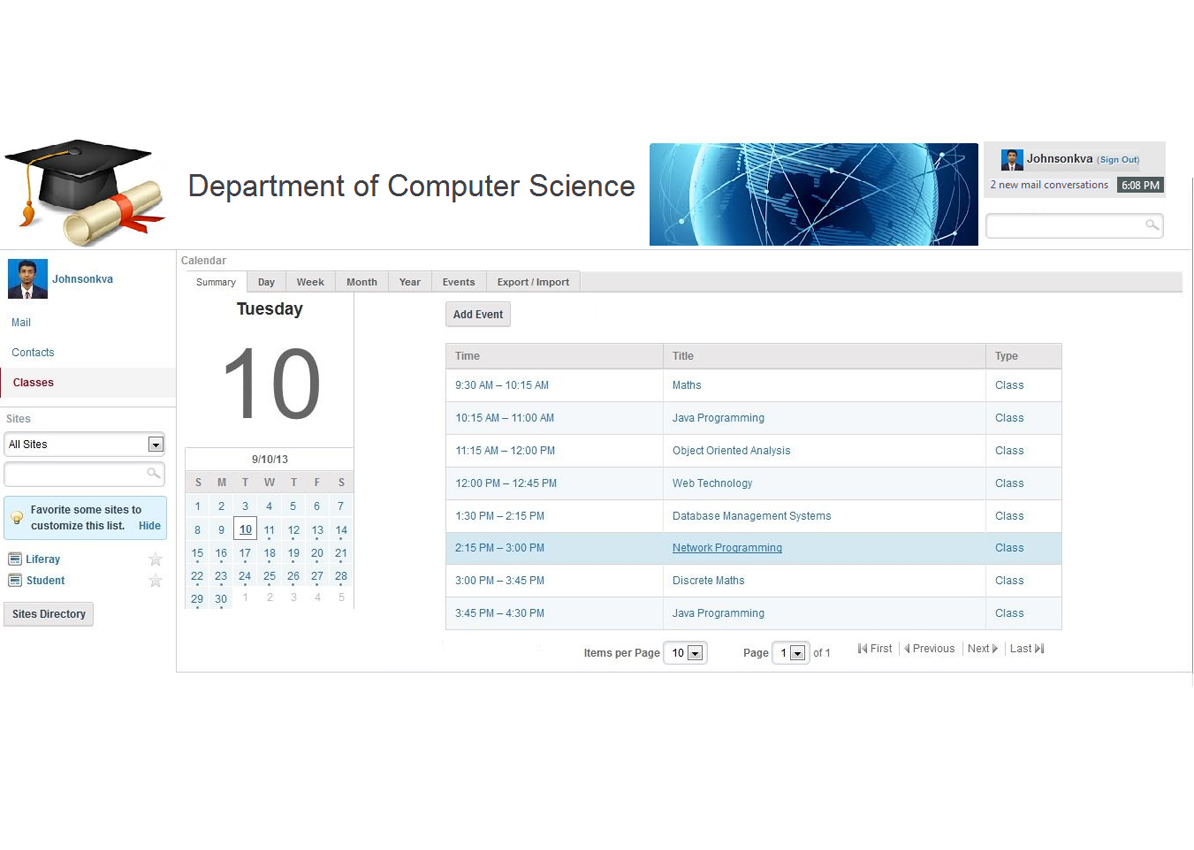 Department of Computer Science
Johnsonkva (Sign Out)
2 new mail conversations 6:08 PM
Johnsonkva
Mail
Contacts
Classes
Sites
All Sites
Favorite some sites to
customize this list. Hide
Liferay
Student
Sites Directory
Calendar
Summary Day Week Month Year Events Export / Import
Tuesday
10
9/10/13
S M T W T F S
1 2 3 4 5 6 7
8 9 10 11 12 13 14
15 16 17 18 19 20 21
22 23 24 25 26 27 28
29 30 1 2 3 4 5
Add Event
Time Title Type
9:30 AM – 10:15 AM Maths Class
10:15 AM – 11:00 AM Java Programming Class
11:15 AM – 12:00 PM Object Oriented Analysis Class
12:00 PM – 12:45 PM Web Technology Class
1:30 PM – 2:15 PM Database Management Systems Class
2:15 PM – 3:00 PM Network Programming Class
3:00 PM – 3:45 PM Discrete Maths Class
3:45 PM – 4:30 PM Java Programming Class
Items per Page 10 Page 1 of 1 First Previous Next Last